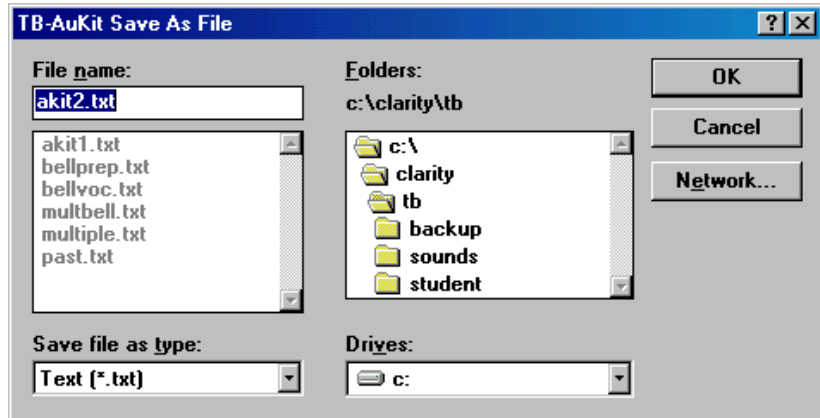 TB-AuKit Save As File
File name:
akit2.txt
akit1.txt
bellprep.txt
bellvoc.txt
multbell.txt
multiple.txt
past.txt
Save file as type:
Text (*.txt)
Folders:
c:\clarity\tb
c:\
clarity
tb
backup
sounds
student
Drives:
c:
OK
Cancel
Network...